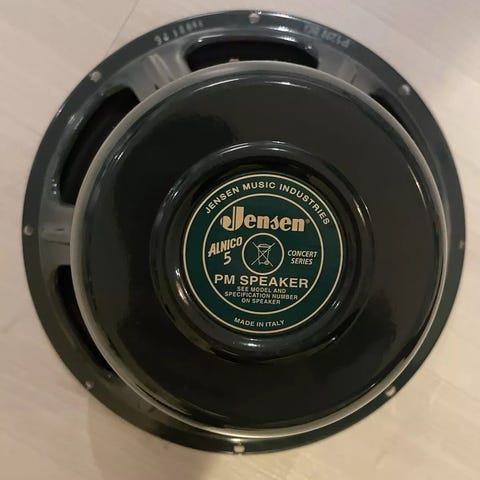 JENSEN MUSIC INDUSTRIES
Jensen®
ALNICO
5
CONCERT
SERIES
PM SPEAKER
SEE MODEL AND
SPECIFICATION NUMBER
ON SPEAKER
MADE IN ITALY